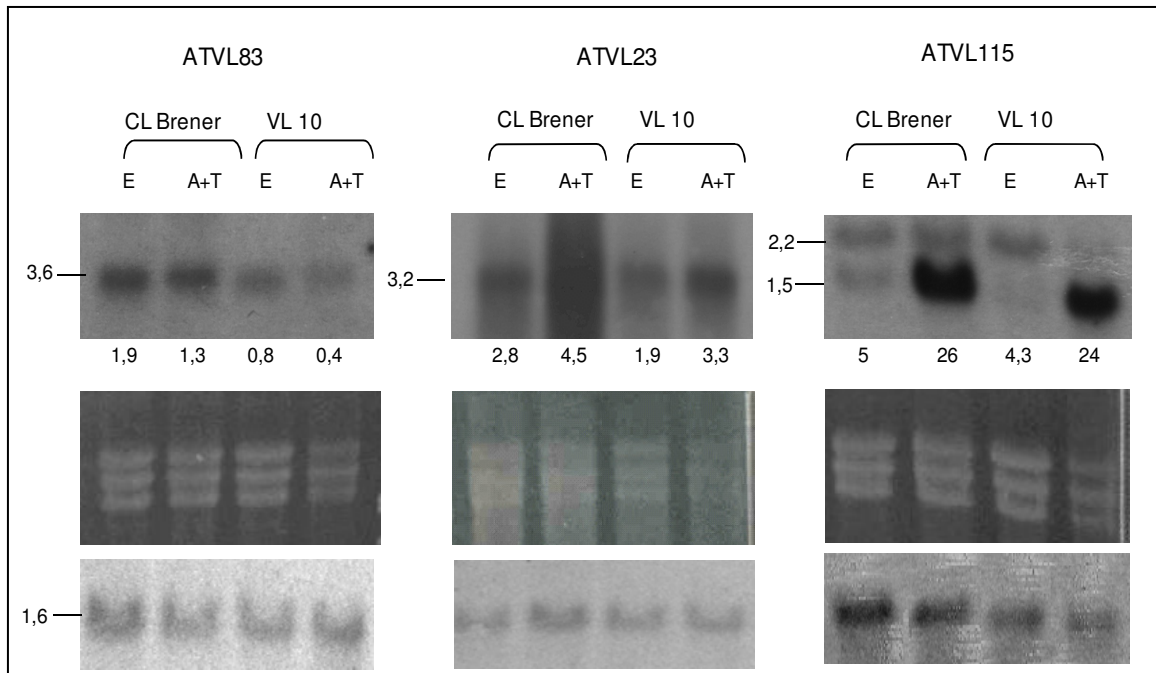 ATVL83 ATVL23 ATVL115
CL Brener VL 10 CL Brener VL 10 CL Brener VL 10
E A+T E A+T E A+T E A+T E A+T E A+T
3,6 3,2 2,2
1,5
1,9 1,3 0,8 0,4 2,8 4,5 1,9 3,3 5 26 4,3 24
1,6